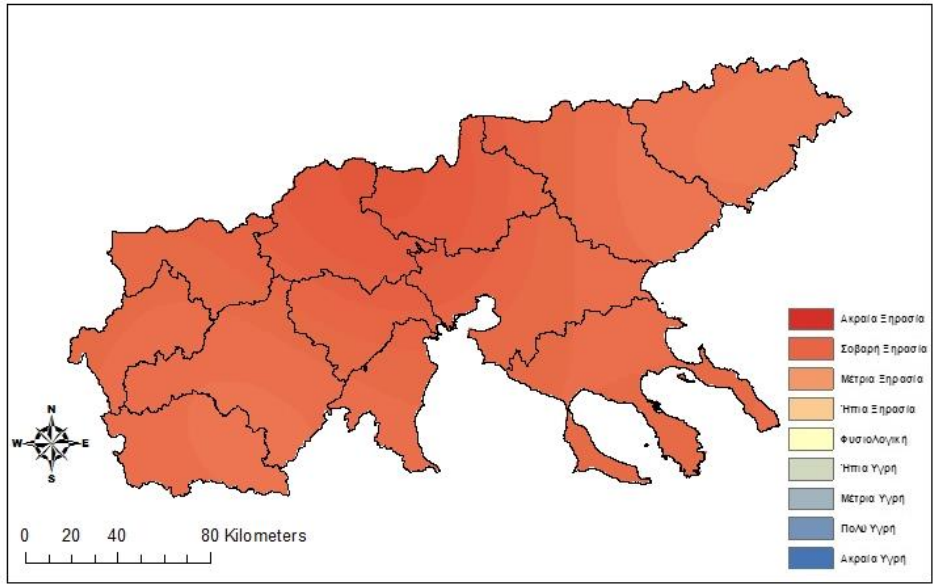 Ακραία Ξηρασία
Σοβαρή Ξηρασία
Μέτρια Ξηρασία
Ήπια Ξηρασία
Φυσιολογική
Ήπια Υγρή
Μέτρια Υγρή
Πολύ Υγρή
Ακραία Υγρή
N
W E
S
0 20 40 80 Kilometers